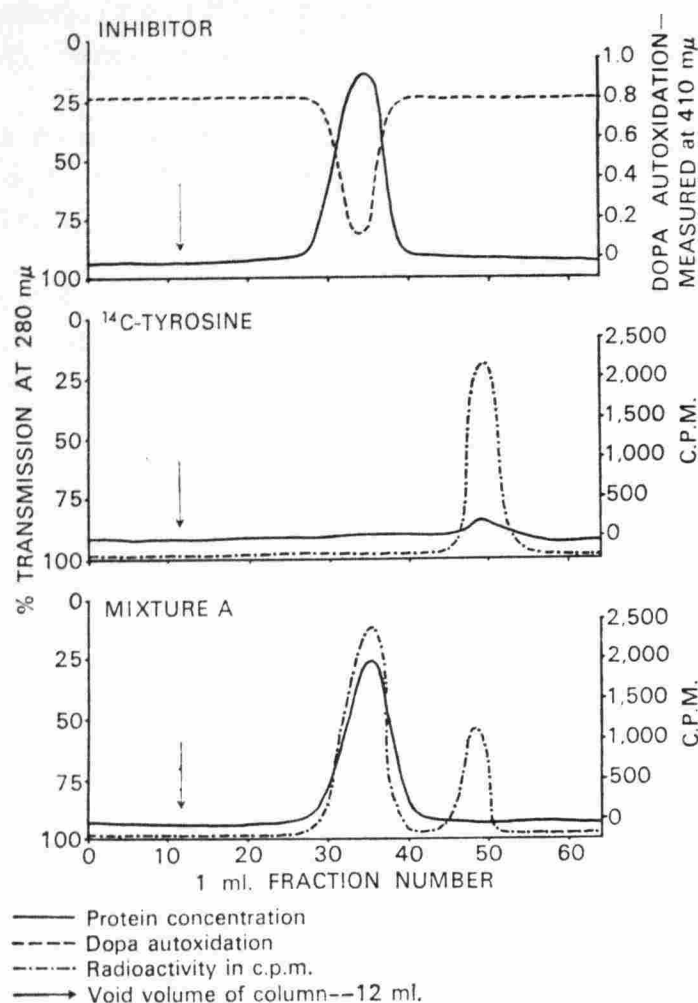 INHIBITOR
0
25
50
75
100
1.0
0.8
0.6
0.4
0.2
0
DOPA AUTOXIDATION—
MEASURED at 410 mμ
% TRANSMISSION AT 280 mμ
¹⁴C-TYROSINE
0
25
50
75
100
2,500
2,000
1,500
1,000
500
0
C.P.M.
MIXTURE A
0
25
50
75
100
2,500
2,000
1,500
1,000
500
0
C.P.M.
0 10 20 30 40 50 60
1 ml. FRACTION NUMBER
Protein concentration
Dopa autoxidation
Radioactivity in c.p.m.
Void volume of column--12 ml.